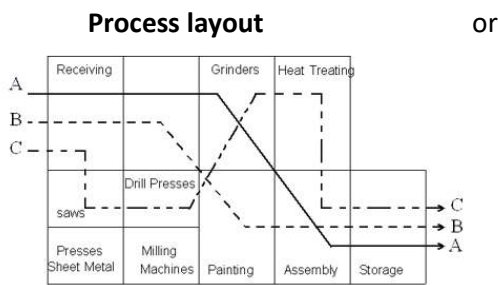 Process layout or
Receiving Grinders Heat Treating
A
B
C
Drill Presses
saws
C
B
A
Presses Sheet Metal Milling Machines Painting Assembly Storage